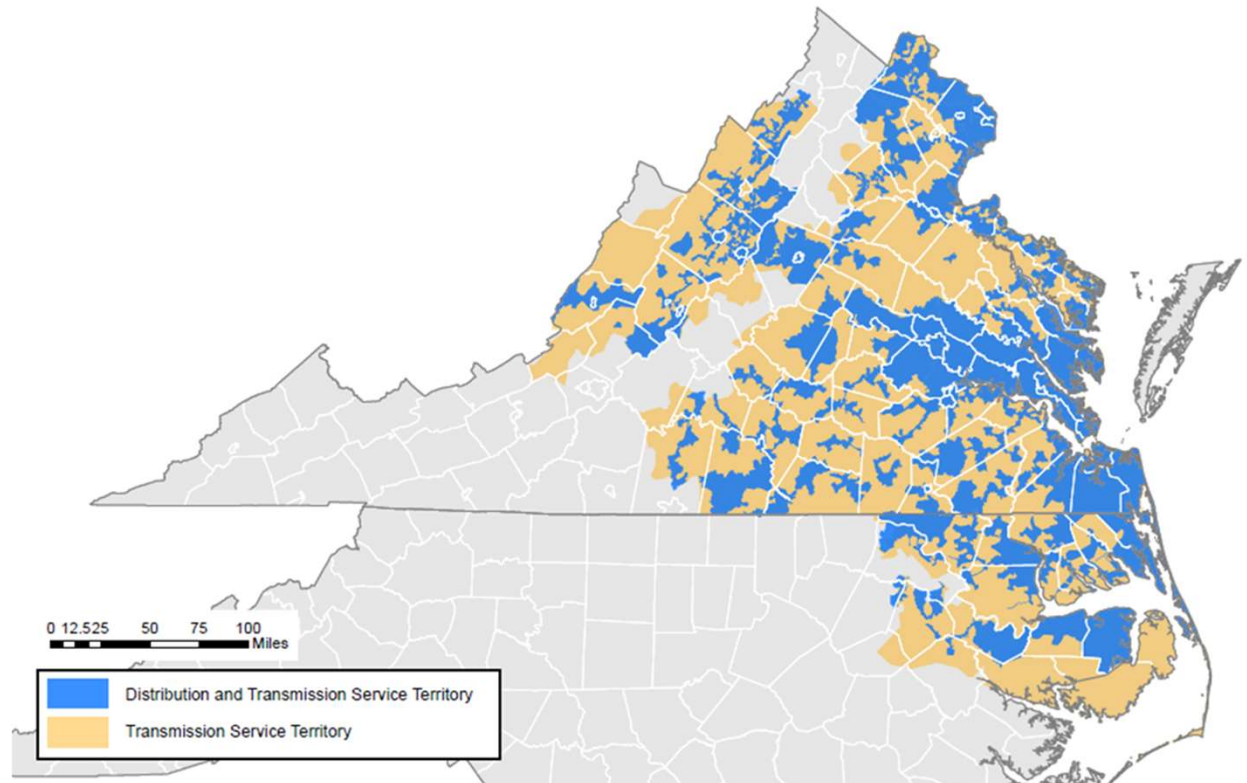 0 12.525 50 75 100
Miles
Distribution and Transmission Service Territory
Transmission Service Territory